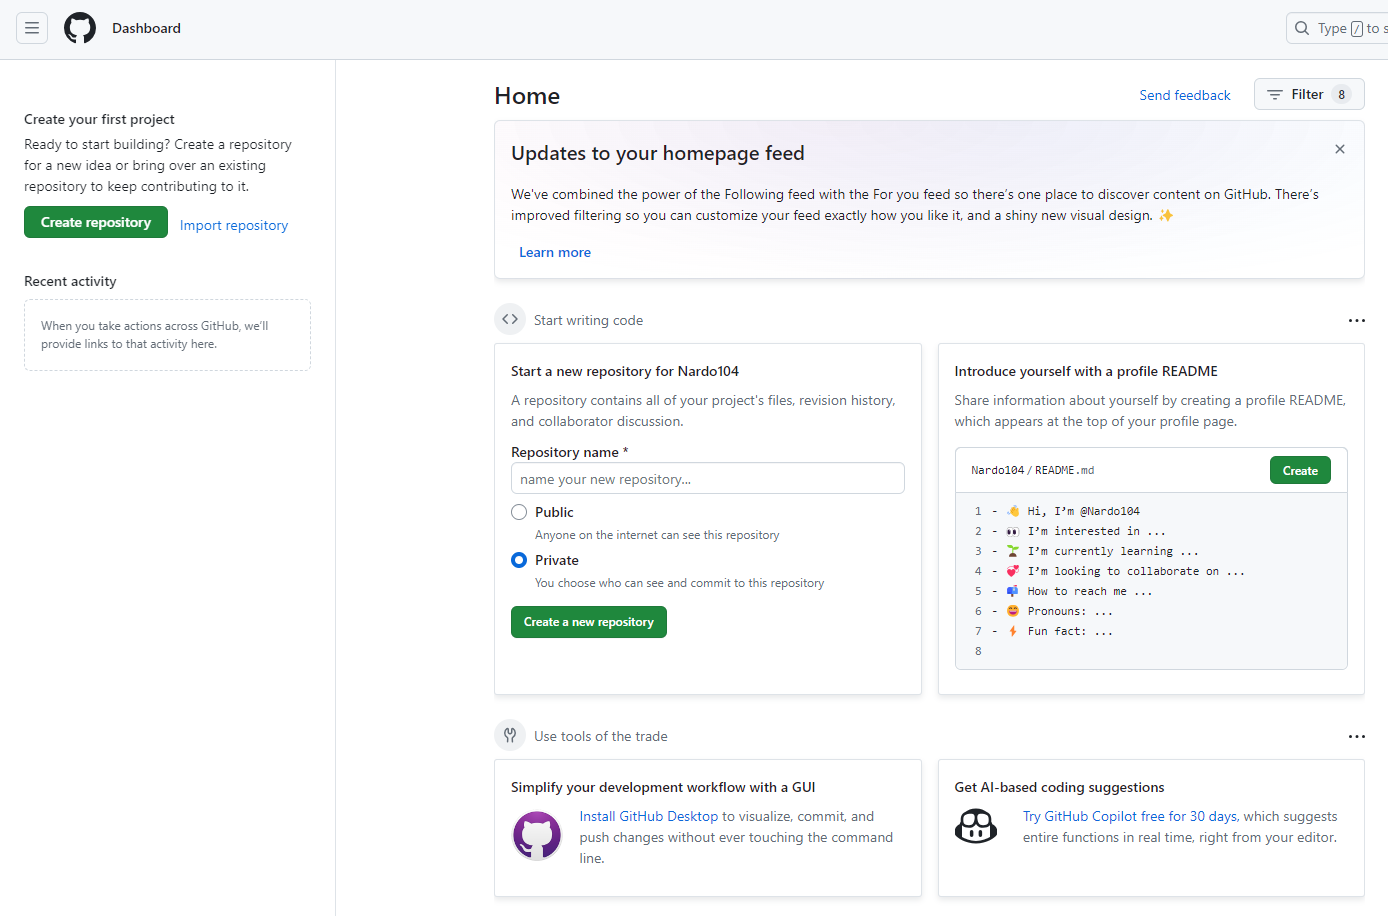 Dashboard
Type / to s
Create your first project
Ready to start building? Create a repository
for a new idea or bring over an existing
repository to keep contributing to it.
Create repository
Import repository
Recent activity
When you take actions across GitHub, we'll
provide links to that activity here.
Home
Send feedback
Filter 8
Updates to your homepage feed
We've combined the power of the Following feed with the For you feed so there's one place to discover content on GitHub. There's
improved filtering so you can customize your feed exactly how you like it, and a shiny new visual design. ✨
Learn more
Start writing code
Start a new repository for Nardo104
A repository contains all of your project's files, revision history,
and collaborator discussion.
Repository name *
name your new repository...
Public
Anyone on the internet can see this repository
Private
You choose who can see and commit to this repository
Create a new repository
Introduce yourself with a profile README
Share information about yourself by creating a profile README,
which appears at the top of your profile page.
Nardo104 / README.md
Create
1 - 👋 Hi, I'm @Nardo104
2 - 👀 I'm interested in ...
3 - 🌱 I'm currently learning ...
4 - 💞️ I'm looking to collaborate on ...
5 - 📫 How to reach me ...
6 - 😄 Pronouns: ...
7 - ⚡ Fun fact: ...
8
Use tools of the trade
Simplify your development workflow with a GUI
Install GitHub Desktop to visualize, commit, and
push changes without ever touching the command
line.
Get AI-based coding suggestions
Try GitHub Copilot free for 30 days, which suggests
entire functions in real time, right from your editor.